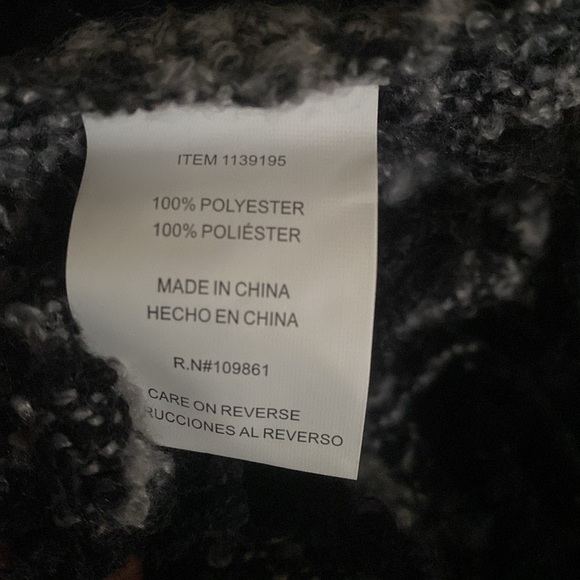 ITEM 1139195
100% POLYESTER
100% POLIÉSTER
MADE IN CHINA
HECHO EN CHINA
R.N#109861
CARE ON REVERSE
RUCCIONES AL REVERSO